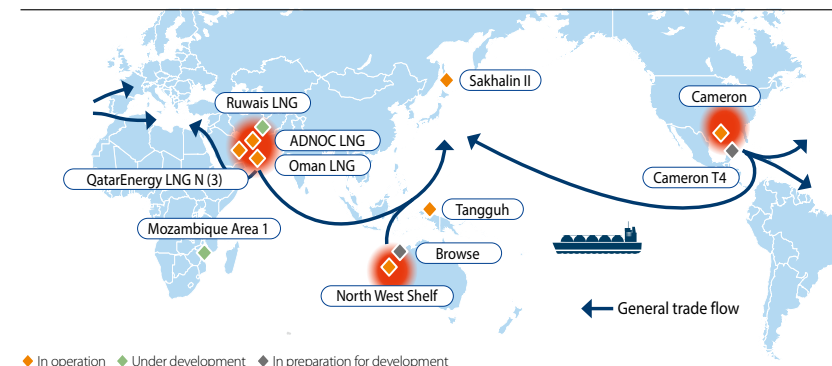 Sakhalin II
Cameron
Ruwais LNG
ADNOC LNG
Oman LNG
QatarEnergy LNG N (3)
Cameron T4
Tangguh
Mozambique Area 1
Browse
North West Shelf
General trade flow
In operation Under development In preparation for development